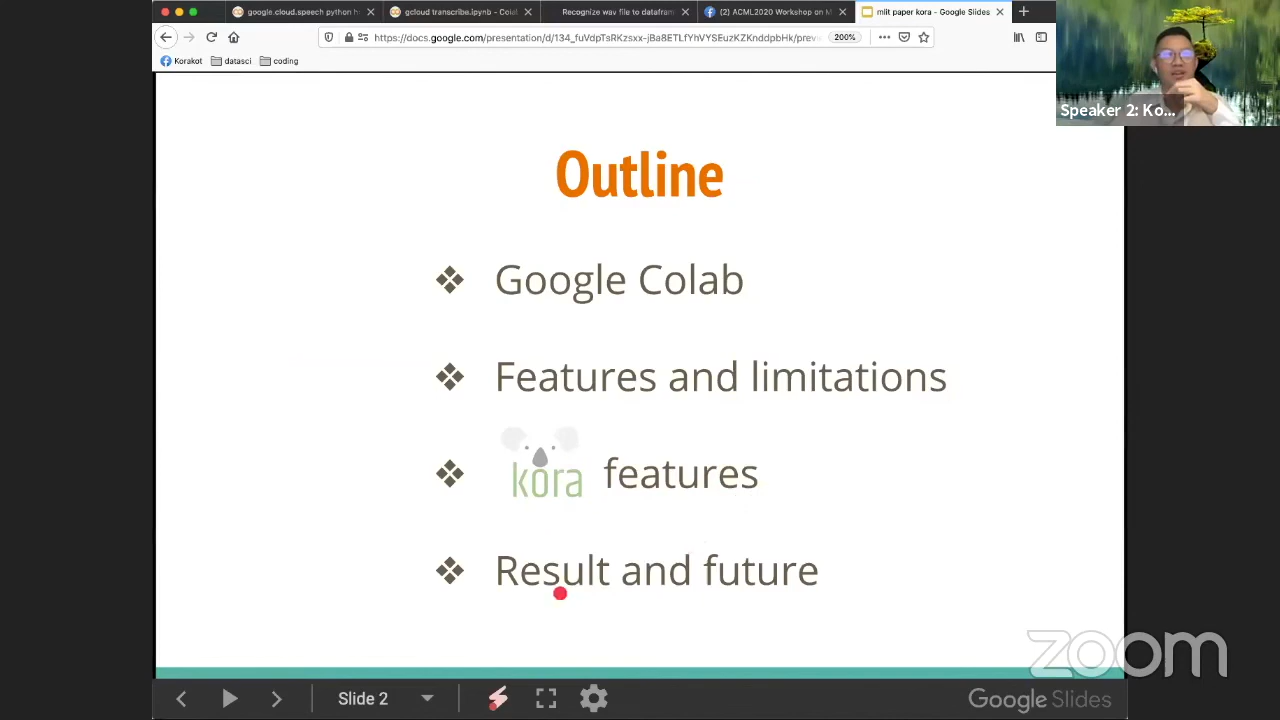 google.cloud.speech python h
gcloud transcribe.ipynb - Cola
Recognize wav file to datafram
(2) ACML2020 Workshop on M
mlit paper kora - Google Slides
https://docs.google.com/presentation/d/134_fuVdpTsRKzsxx-jBa8ETLfYhVYSEuzKZKnddpbHk/prev
200%
Korakot
datasci
coding
Speaker 2: Ko...
Outline
❖ Google Colab
❖ Features and limitations
❖ kora features
❖ Result and future
zoom
Slide 2
Google Slides